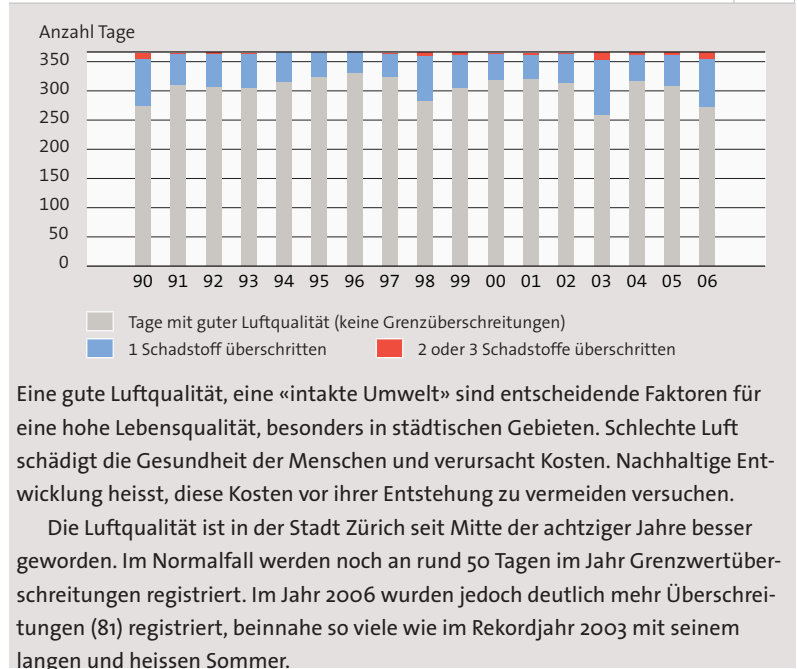 Anzahl Tage
350
300
250
200
150
100
50
0
90 91 92 93 94 95 96 97 98 99 00 01 02 03 04 05 06
Tage mit guter Luftqualität (keine Grenzüberschreitungen)
1 Schadstoff überschritten 2 oder 3 Schadstoffe überschritten
Eine gute Luftqualität, eine «intakte Umwelt» sind entscheidende Faktoren für
eine hohe Lebensqualität, besonders in städtischen Gebieten. Schlechte Luft
schädigt die Gesundheit der Menschen und verursacht Kosten. Nachhaltige Ent-
wicklung heisst, diese Kosten vor ihrer Entstehung zu vermeiden versuchen.
Die Luftqualität ist in der Stadt Zürich seit Mitte der achtziger Jahre besser
geworden. Im Normalfall werden noch an rund 50 Tagen im Jahr Grenzwertüber-
schreitungen registriert. Im Jahr 2006 wurden jedoch deutlich mehr Überschrei-
tungen (81) registriert, beinnahe so viele wie im Rekordjahr 2003 mit seinem
langen und heissen Sommer.